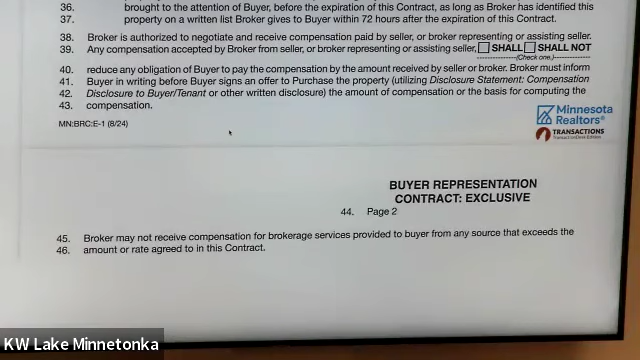 36. brought to the attention of Buyer, before the expiration of this Contract, as long as Broker has identified this
37. property on a written list Broker gives to Buyer within 72 hours after the expiration of this Contract.
38. Broker is authorized to negotiate and receive compensation paid by seller, or broker representing or assisting seller.
39. Any compensation accepted by Broker from seller, or broker representing or assisting seller, SHALL SHALL NOT
(Check one.)
40. reduce any obligation of Buyer to pay the compensation by the amount received by seller or broker. Broker must inform
41. Buyer in writing before Buyer signs an offer to Purchase the property (utilizing Disclosure Statement: Compensation
42. Disclosure to Buyer/Tenant or other written disclosure) the amount of compensation or the basis for computing the
43. compensation.
MN:BRC:E-1 (8/24)
Minnesota
Realtors®
TRANSACTIONS
BUYER REPRESENTATION
CONTRACT: EXCLUSIVE
44. Page 2
45. Broker may not receive compensation for brokerage services provided to buyer from any source that exceeds the
46. amount or rate agreed to in this Contract.
KW Lake Minnetonka